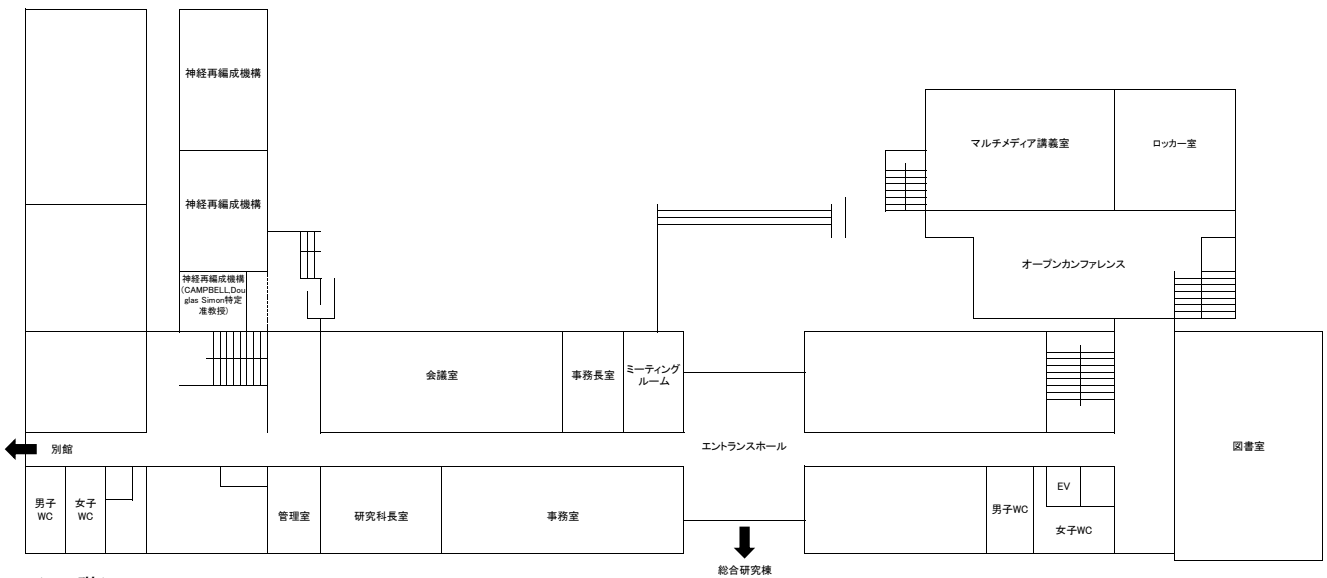 神経再編成機構
マルチメディア講義室
ロッカー室
神経再編成機構
神経再編成機構
(CAMPBELL,Dou
glas Simon特定
准教授)
オープンカンファレンス
会議室
事務長室
ミーティング
ルーム
別館
エントランスホール
図書室
男子
WC
女子
WC
管理室
研究科長室
事務室
男子WC
EV
女子WC
総合研究棟